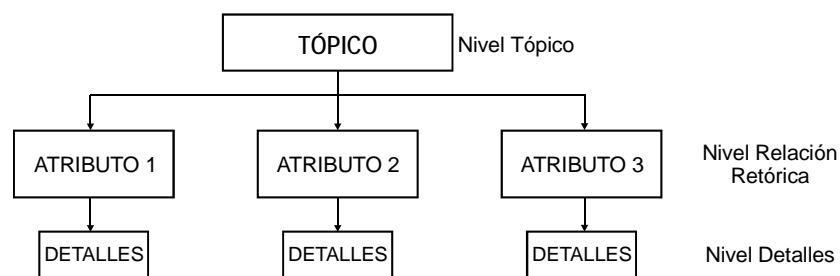 TÓPICO
Nivel Tópico
ATRIBUTO 1
ATRIBUTO 2
ATRIBUTO 3
Nivel Relación
Retórica
DETALLES
DETALLES
DETALLES
Nivel Detalles